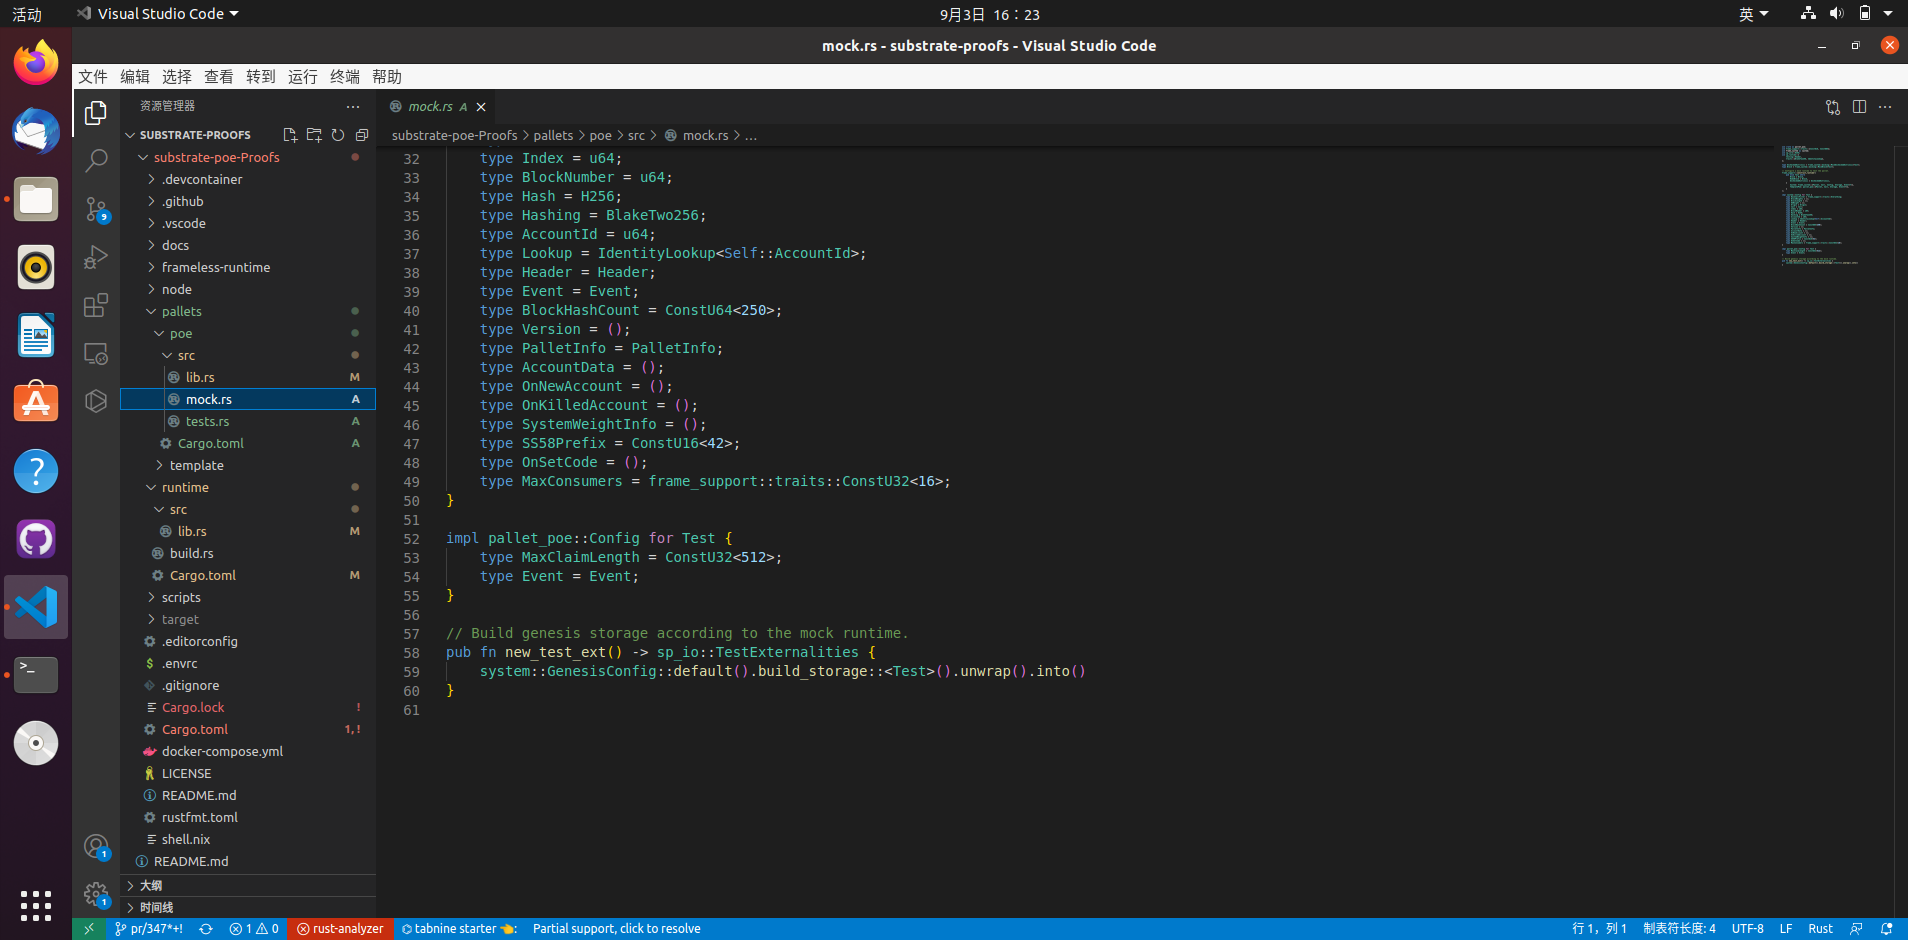 活动
Visual Studio Code
9月3日 16：23
英
mock.rs - substrate-proofs - Visual Studio Code
文件 编辑 选择 查看 转到 运行 终端 帮助
资源管理器
SUBSTRATE-PROOFS
substrate-poe-Proofs
.devcontainer
.github
.vscode
docs
frameless-runtime
node
pallets
poe
src
lib.rs M
mock.rs A
tests.rs A
Cargo.toml A
template
runtime
src
lib.rs M
build.rs
Cargo.toml M
scripts
target
.editorconfig
.envrc
.gitignore
Cargo.lock !
Cargo.toml 1, !
docker-compose.yml
LICENSE
README.md
rustfmt.toml
shell.nix
README.md
大纲
时间线
9
1
1
mock.rs A
substrate-poe-Proofs > pallets > poe > src > mock.rs > ...
32 type Index = u64;
33 type BlockNumber = u64;
34 type Hash = H256;
35 type Hashing = BlakeTwo256;
36 type AccountId = u64;
37 type Lookup = IdentityLookup<Self::AccountId>;
38 type Header = Header;
39 type Event = Event;
40 type BlockHashCount = ConstU64<250>;
41 type Version = ();
42 type PalletInfo = PalletInfo;
43 type AccountData = ();
44 type OnNewAccount = ();
45 type OnKilledAccount = ();
46 type SystemWeightInfo = ();
47 type SS58Prefix = ConstU16<42>;
48 type OnSetCode = ();
49 type MaxConsumers = frame_support::traits::ConstU32<16>;
50 }
51
52 impl pallet_poe::Config for Test {
53 type MaxClaimLength = ConstU32<512>;
54 type Event = Event;
55 }
56
57 // Build genesis storage according to the mock runtime.
58 pub fn new_test_ext() -> sp_io::TestExternalities {
59 system::GenesisConfig::default().build_storage::<Test>().unwrap().into()
60 }
61
pr/347*+! 1 0 rust-analyzer tabnine starter : Partial support, click to resolve
行 1，列 1 制表符长度: 4 UTF-8 LF Rust